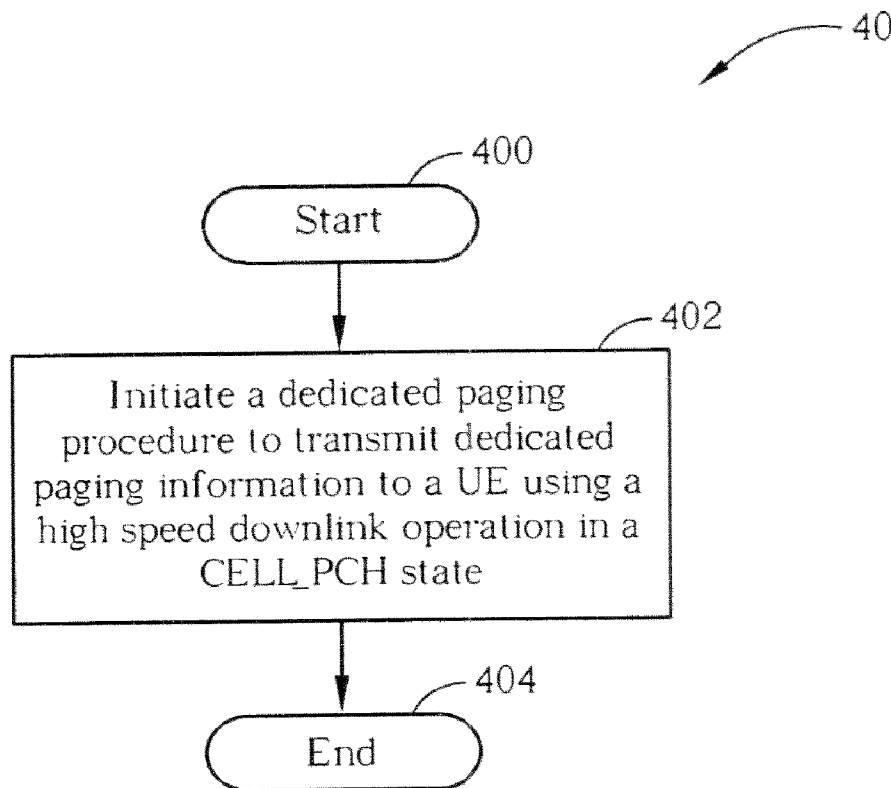 40
400
Start
402
Initiate a dedicated paging
procedure to transmit dedicated
paging information to a UE using a
high speed downlink operation in a
CELL_PCH state
404
End